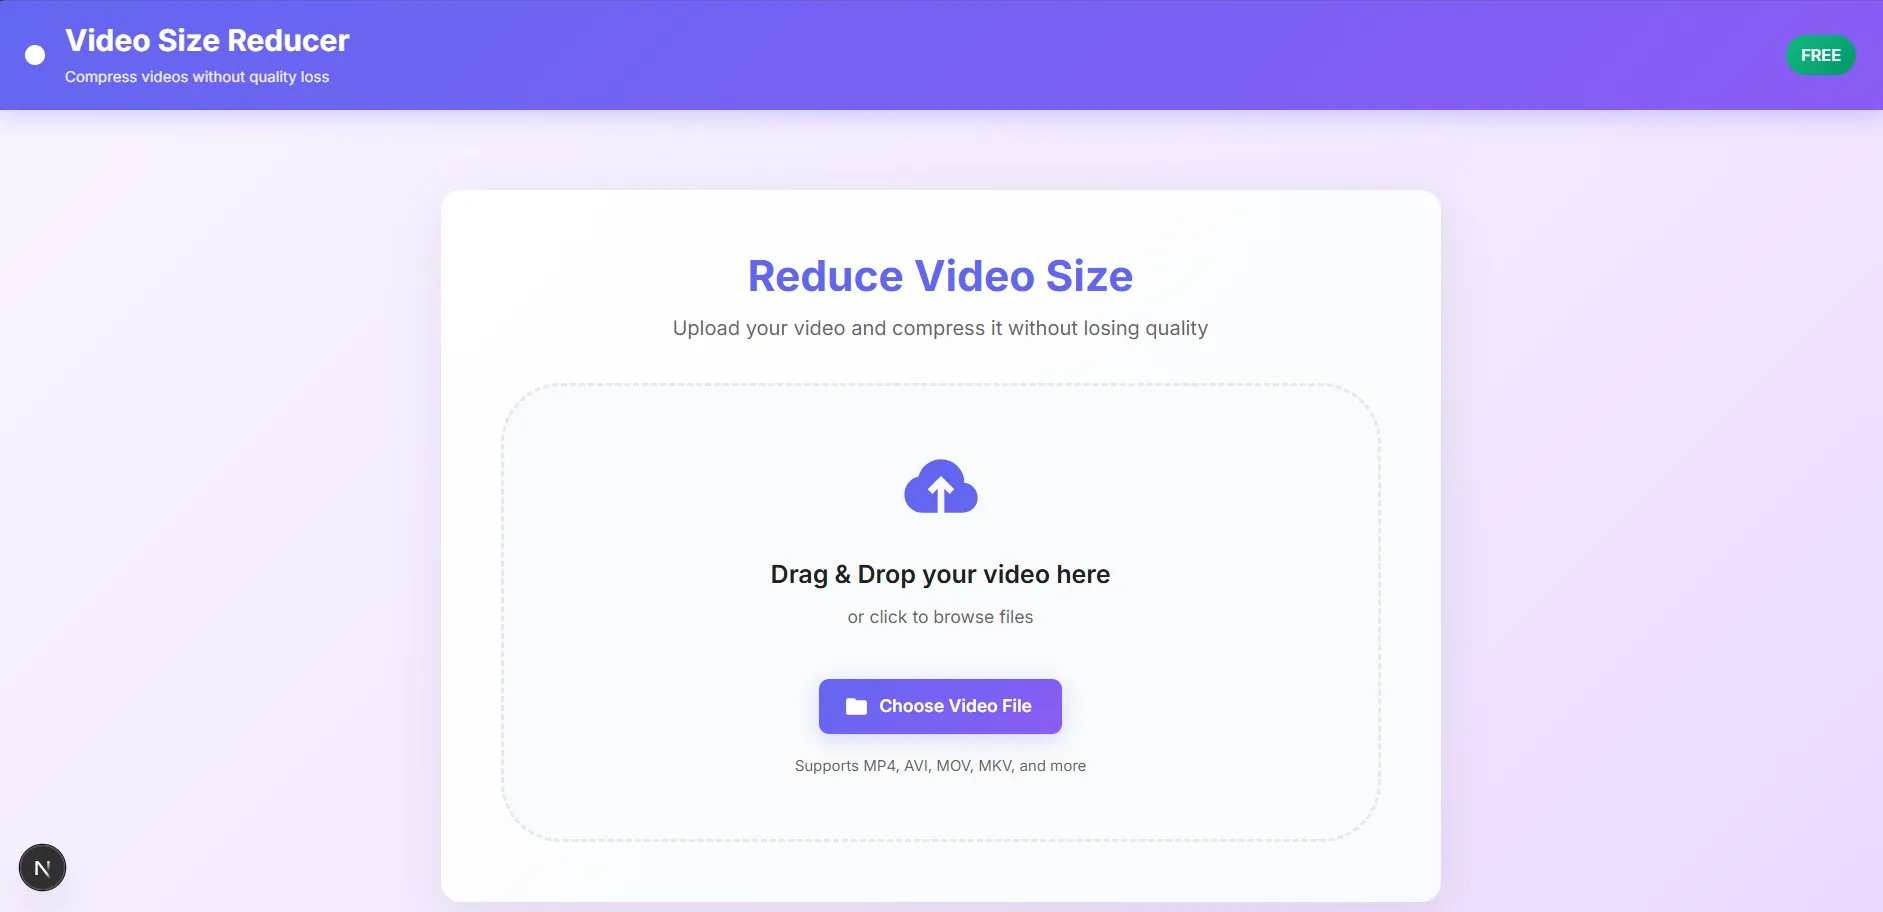 Video Size Reducer
Compress videos without quality loss
FREE
Reduce Video Size
Upload your video and compress it without losing quality
Drag & Drop your video here
or click to browse files
Choose Video File
Supports MP4, AVI, MOV, MKV, and more
N